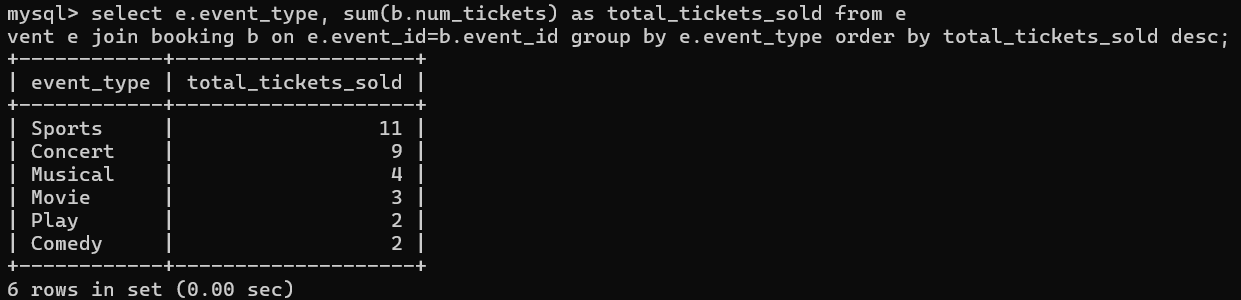 mysql> select e.event_type, sum(b.num_tickets) as total_tickets_sold from e
vent e join booking b on e.event_id=b.event_id group by e.event_type order by total_tickets_sold desc;
+------------+--------------------+
| event_type | total_tickets_sold |
+------------+--------------------+
| Sports     |                 11 |
| Concert    |                  9 |
| Musical    |                  4 |
| Movie      |                  3 |
| Play       |                  2 |
| Comedy     |                  2 |
+------------+--------------------+
6 rows in set (0.00 sec)